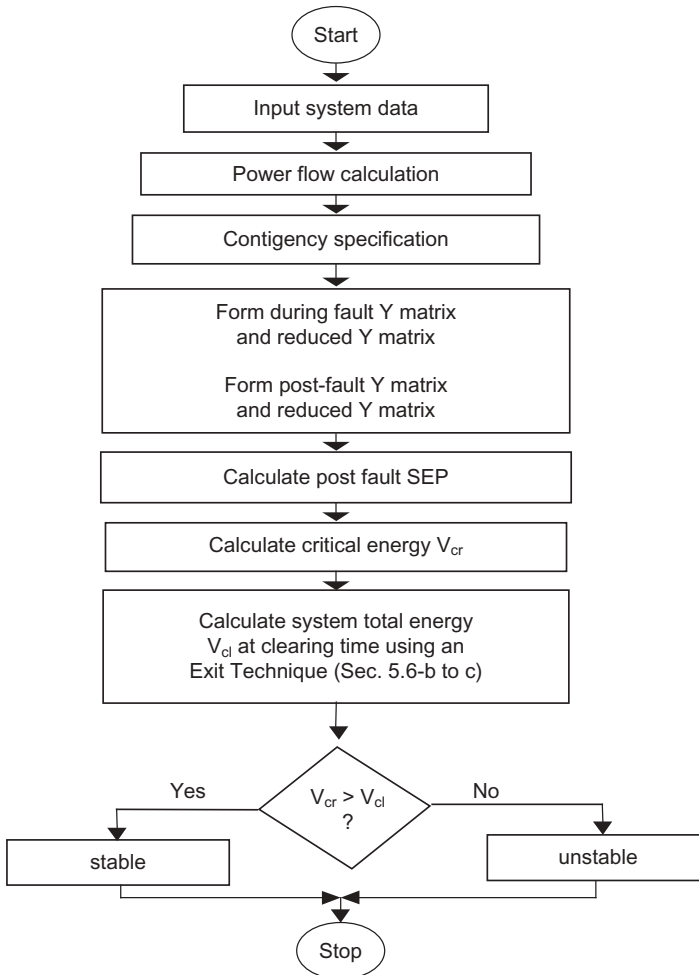 Start
Input system data
Power flow calculation
Contigency specification
Form during fault Y matrix
and reduced Y matrix
Form post-fault Y matrix
and reduced Y matrix
Calculate post fault SEP
Calculate critical energy Vcr
Calculate system total energy
Vcl at clearing time using an
Exit Technique (Sec. 5.6-b to c)
Yes
Vcr > Vcl
?
No
stable
unstable
Stop